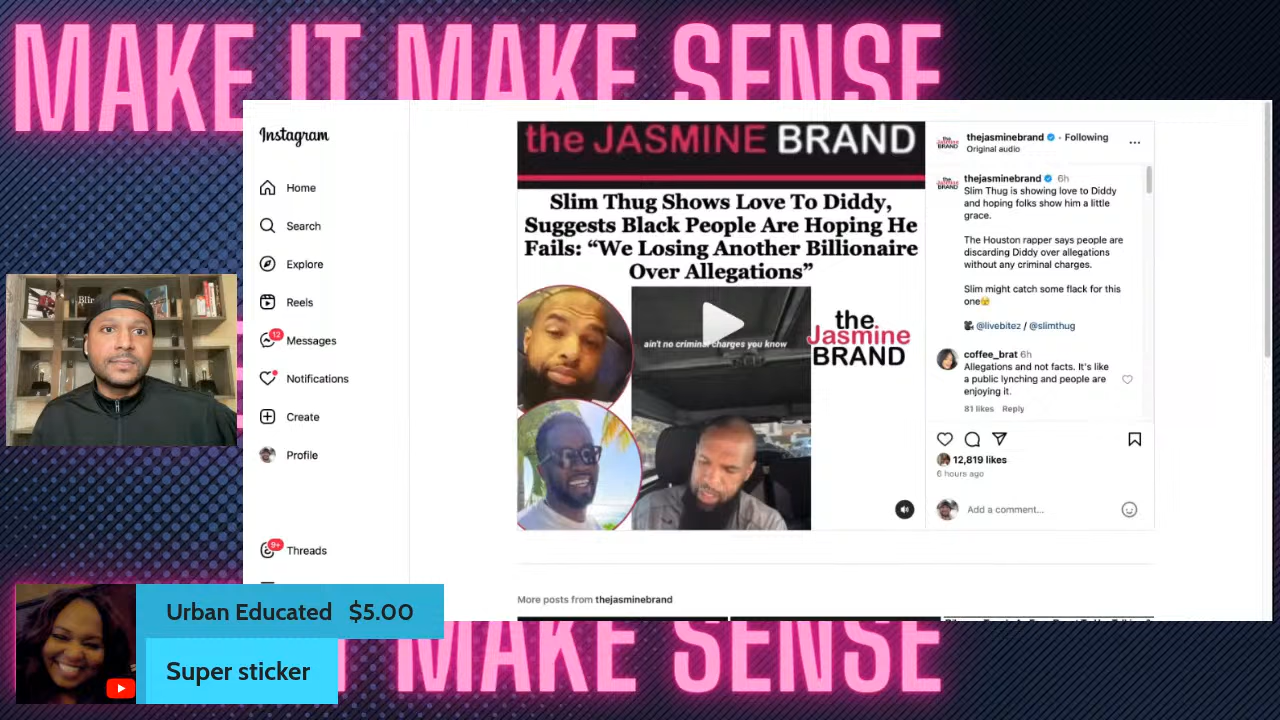 MAKE IT MAKE SENSE
Instagram
Home
Search
Explore
Reels
12
Messages
Notifications
Create
Profile
9+
Threads
the JASMINE BRAND
Slim Thug Shows Love To Diddy,
Suggests Black People Are Hoping He
Fails: “We Losing Another Billionaire
Over Allegations”
ain't no criminal charges you know
the
Jasmine
BRAND
thejasminebrand · Following
Original audio
thejasminebrand 6h
Slim Thug is showing love to Diddy
and hoping folks show him a little
grace.
The Houston rapper says people are
discarding Diddy over allegations
without any criminal charges.
Slim might catch some flack for this
one😥
📽 @livebitez / @slimthug
coffee_brat 6h
Allegations and not facts. It's like
a public lynching and people are
enjoying it.
81 likes Reply
12,819 likes
6 hours ago
Add a comment...
More posts from thejasminebrand
Urban Educated $5.00
Super sticker
MAKE SENSE